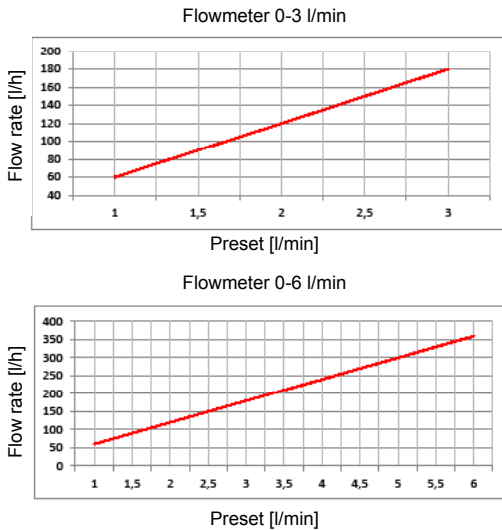 Flowmeter 0-3 l/min
Flow rate [l/h]
200
180
160
140
120
100
80
60
40
1 1,5 2 2,5 3
Preset [l/min]
Flowmeter 0-6 l/min
Flow rate [l/h]
400
350
300
250
200
150
100
50
0
1 1,5 2 2,5 3 3,5 4 4,5 5 5,5 6
Preset [l/min]